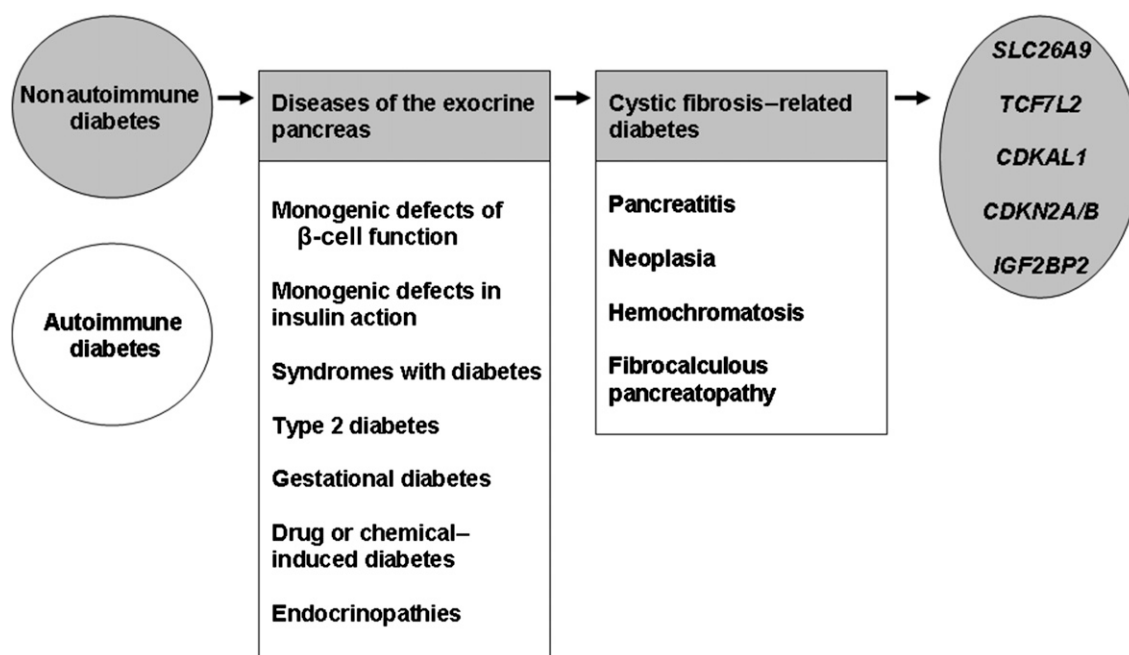 Nonautoimmune
diabetes
Autoimmune
diabetes
Diseases of the exocrine
pancreas
Monogenic defects of
β-cell function
Monogenic defects in
insulin action
Syndromes with diabetes
Type 2 diabetes
Gestational diabetes
Drug or chemical–
induced diabetes
Endocrinopathies
Cystic fibrosis–related
diabetes
Pancreatitis
Neoplasia
Hemochromatosis
Fibrocalculous
pancreatopathy
SLC26A9
TCF7L2
CDKAL1
CDKN2A/B
IGF2BP2